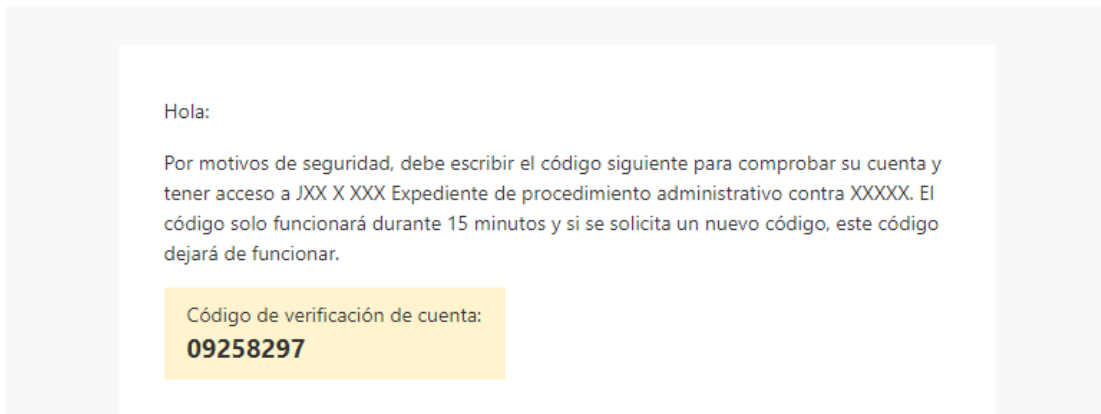 Hola:
Por motivos de seguridad, debe escribir el código siguiente para comprobar su cuenta y
tener acceso a JXX X XXX Expediente de procedimiento administrativo contra XXXXX. El
código solo funcionará durante 15 minutos y si se solicita un nuevo código, este código
dejará de funcionar.
Código de verificación de cuenta:
09258297